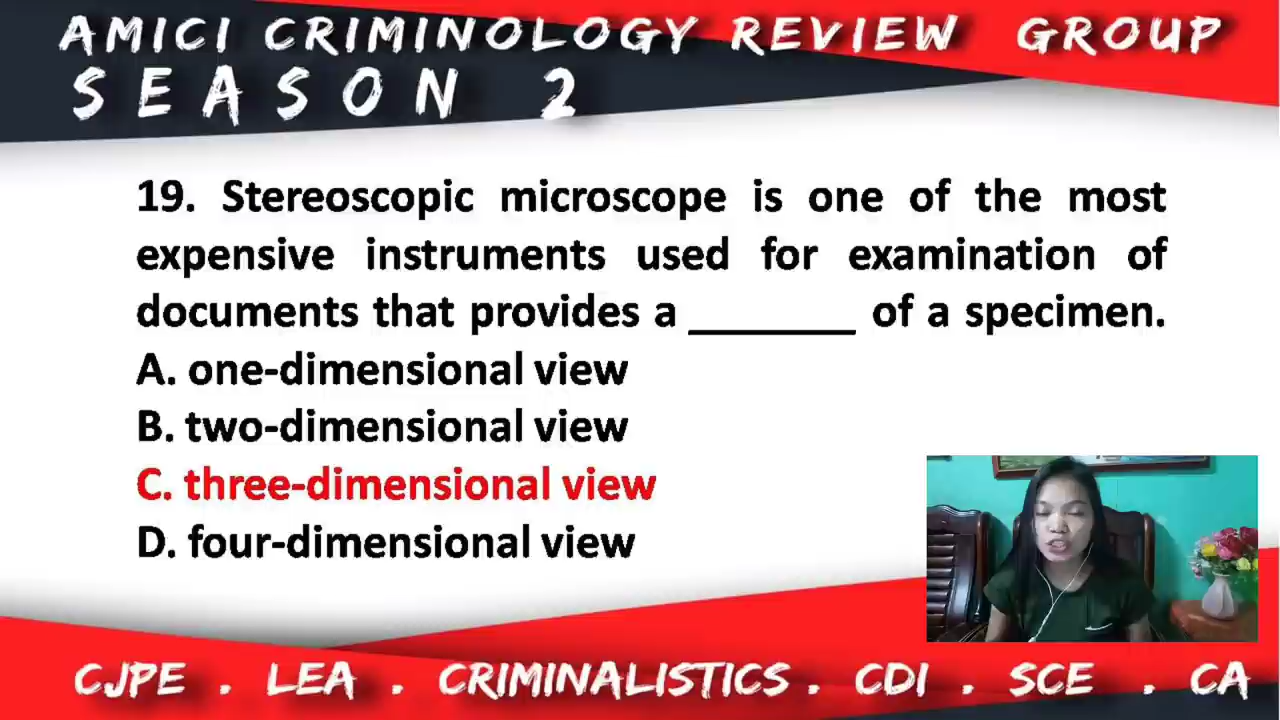 AMICI CRIMINOLOGY REVIEW GROUP
SEASON 2
19. Stereoscopic microscope is one of the most
expensive instruments used for examination of
documents that provides a ________ of a specimen.
A. one-dimensional view
B. two-dimensional view
C. three-dimensional view
D. four-dimensional view
CJPE . LEA . CRIMINALISTICS . CDI . SCE . CA